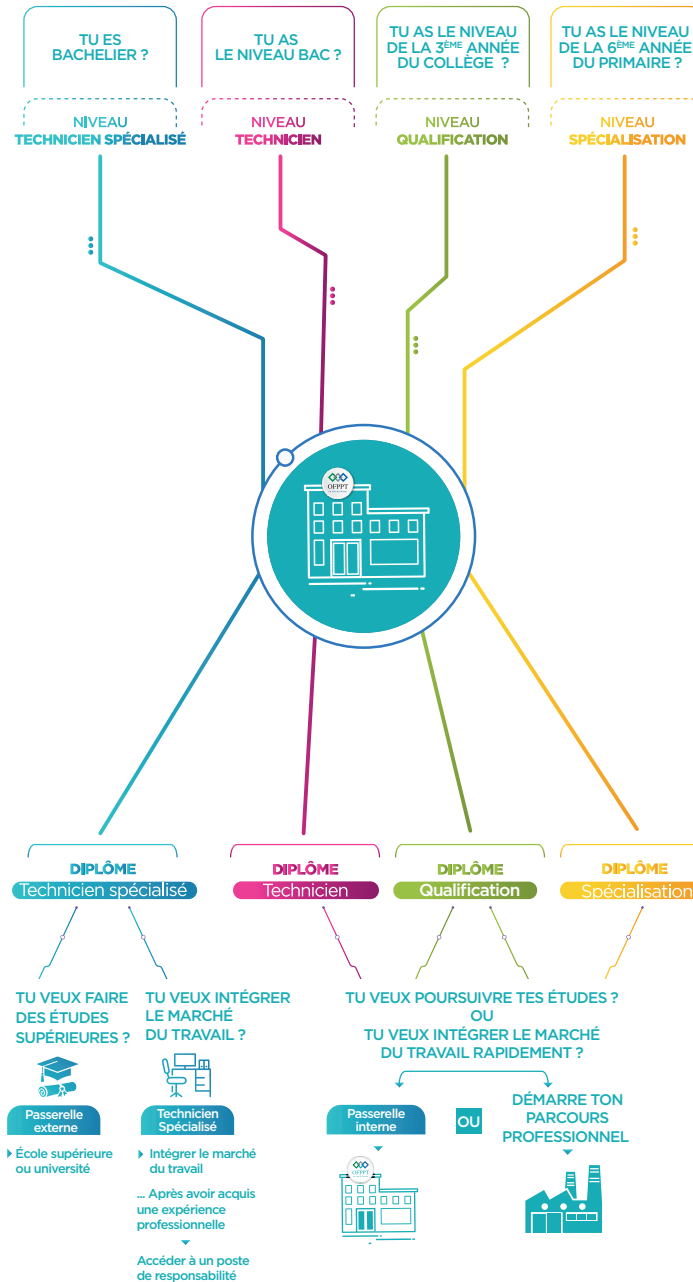 TU ES
BACHELIER ?
TU AS
LE NIVEAU BAC ?
TU AS LE NIVEAU
DE LA 3ÈME ANNÉE
DU COLLÈGE ?
TU AS LE NIVEAU
DE LA 6ÈME ANNÉE
DU PRIMAIRE ?
NIVEAU
TECHNICIEN SPÉCIALISÉ
NIVEAU
TECHNICIEN
NIVEAU
QUALIFICATION
NIVEAU
SPÉCIALISATION
OFPPT
DIPLÔME
Technicien spécialisé
DIPLÔME
Technicien
DIPLÔME
Qualification
DIPLÔME
Spécialisation
TU VEUX FAIRE
DES ÉTUDES
SUPÉRIEURES ?
TU VEUX INTÉGRER
LE MARCHÉ
DU TRAVAIL ?
TU VEUX POURSUIVRE TES ÉTUDES ?
OU
TU VEUX INTÉGRER LE MARCHÉ
DU TRAVAIL RAPIDEMENT ?
Passerelle
externe
École supérieure
ou université
Technicien
Spécialisé
Intégrer le marché
du travail
... Après avoir acquis
une expérience
professionnelle
Accéder à un poste
de responsabilité
Passerelle
interne
OFPPT
OU
DÉMARRE TON
PARCOURS
PROFESSIONNEL